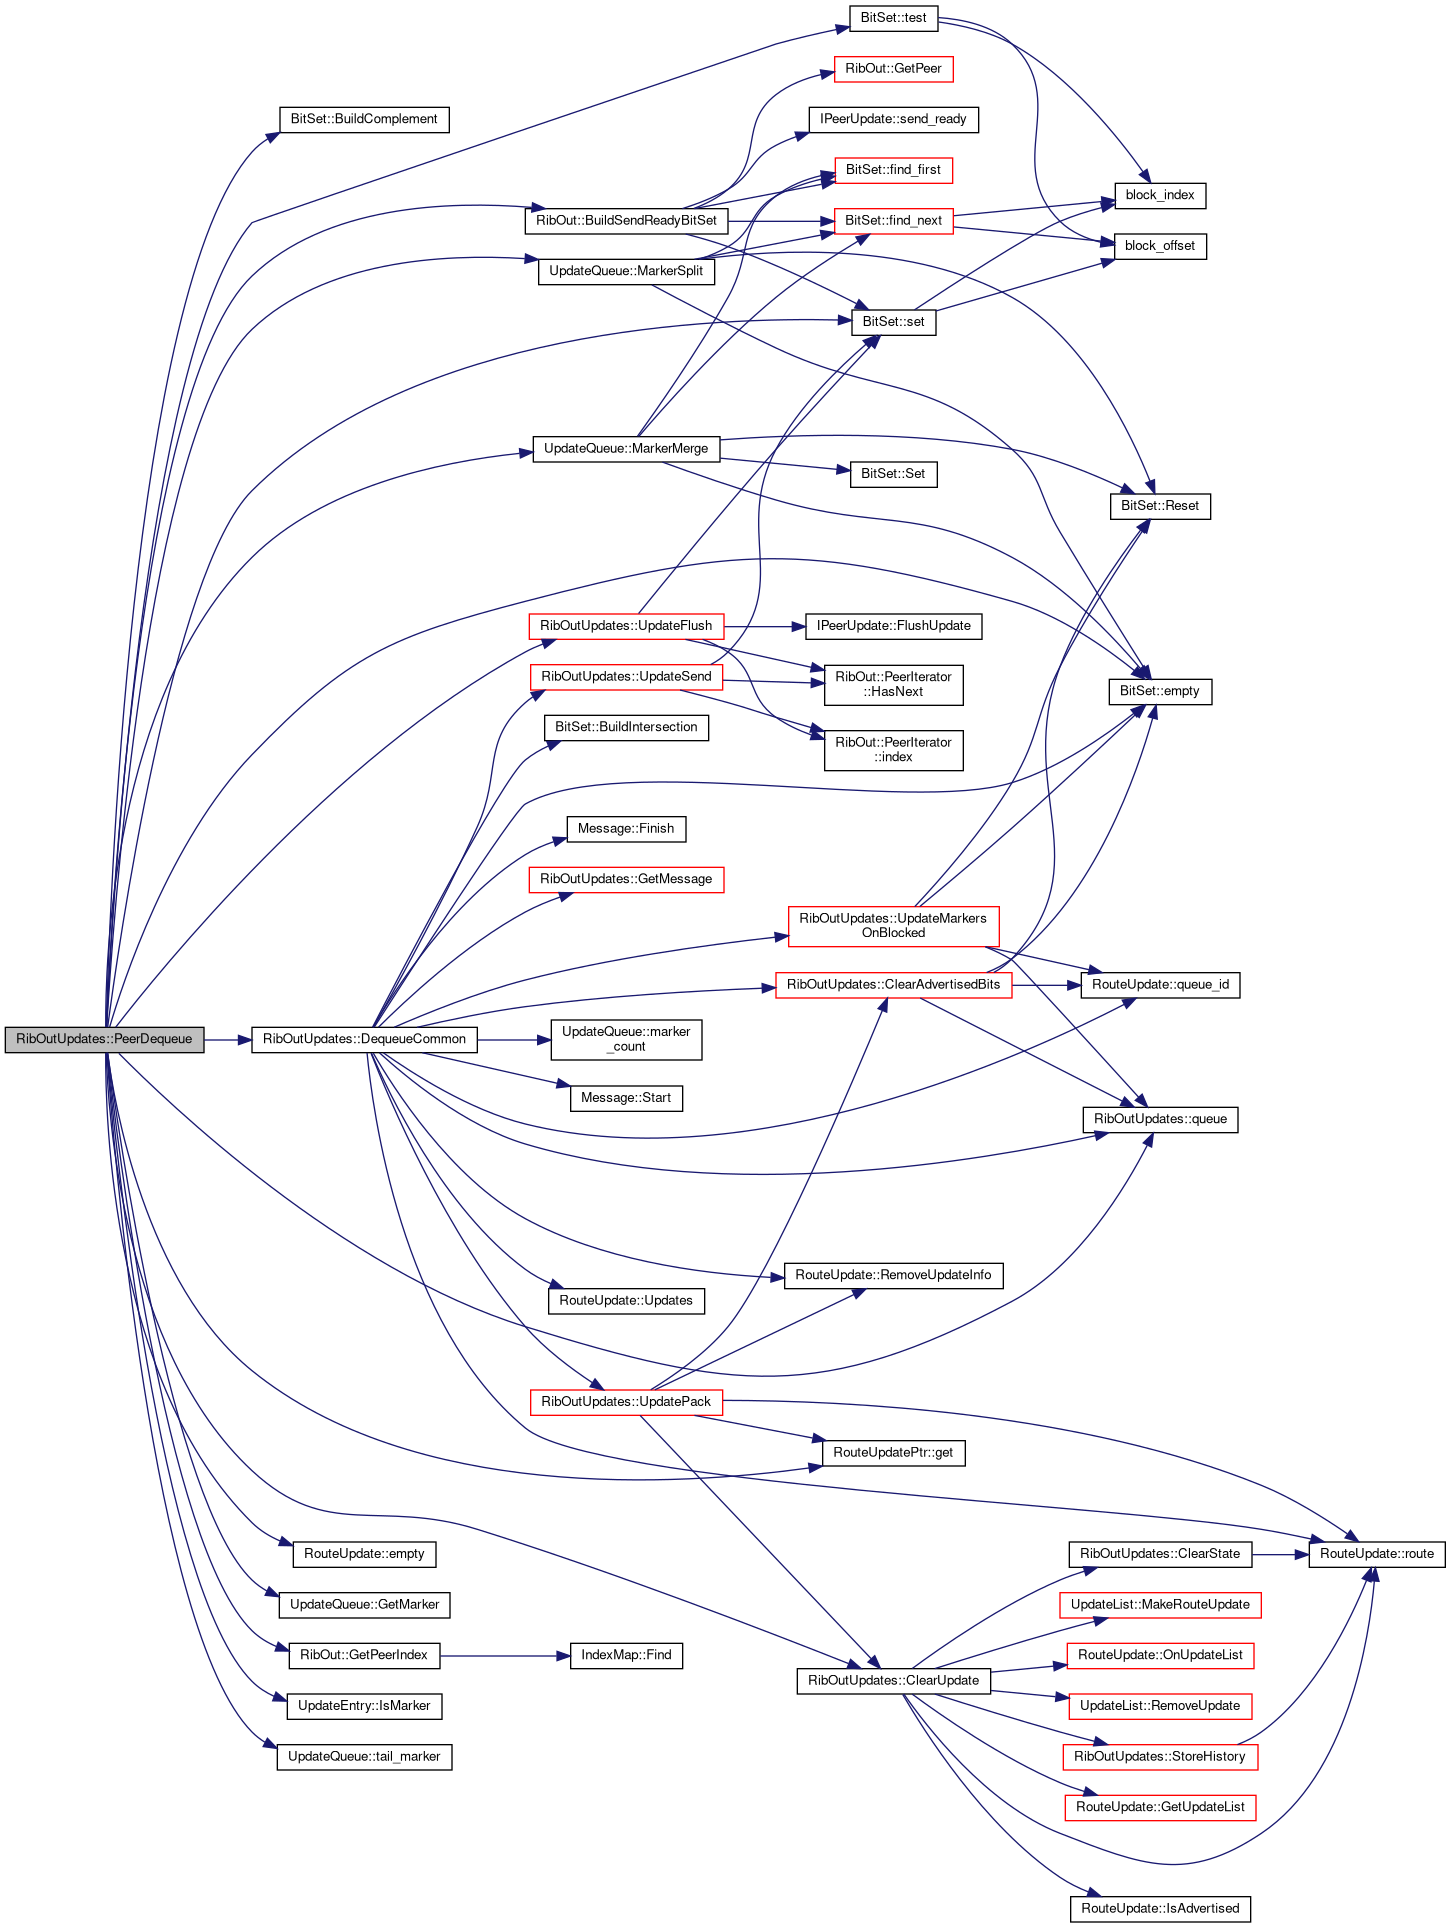 BitSet::test
RibOut::GetPeer
BitSet::BuildComplement
IPeerUpdate::send_ready
BitSet::find_first
block_index
RibOut::BuildSendReadyBitSet
BitSet::find_next
block_offset
UpdateQueue::MarkerSplit
BitSet::set
UpdateQueue::MarkerMerge
BitSet::Set
BitSet::Reset
RibOutUpdates::UpdateFlush
IPeerUpdate::FlushUpdate
RibOutUpdates::UpdateSend
RibOut::PeerIterator
::HasNext
BitSet::empty
BitSet::BuildIntersection
RibOut::PeerIterator
::index
Message::Finish
RibOutUpdates::GetMessage
RibOutUpdates::UpdateMarkers
OnBlocked
RibOutUpdates::ClearAdvertisedBits
RouteUpdate::queue_id
RibOutUpdates::PeerDequeue
RibOutUpdates::DequeueCommon
UpdateQueue::marker
_count
Message::Start
RibOutUpdates::queue
RouteUpdate::RemoveUpdateInfo
RouteUpdate::Updates
RibOutUpdates::UpdatePack
RouteUpdatePtr::get
RouteUpdate::empty
RibOutUpdates::ClearState
RouteUpdate::route
UpdateQueue::GetMarker
UpdateList::MakeRouteUpdate
RibOut::GetPeerIndex
IndexMap::Find
RouteUpdate::OnUpdateList
RibOutUpdates::ClearUpdate
UpdateEntry::IsMarker
UpdateList::RemoveUpdate
UpdateQueue::tail_marker
RibOutUpdates::StoreHistory
RouteUpdate::GetUpdateList
RouteUpdate::IsAdvertised